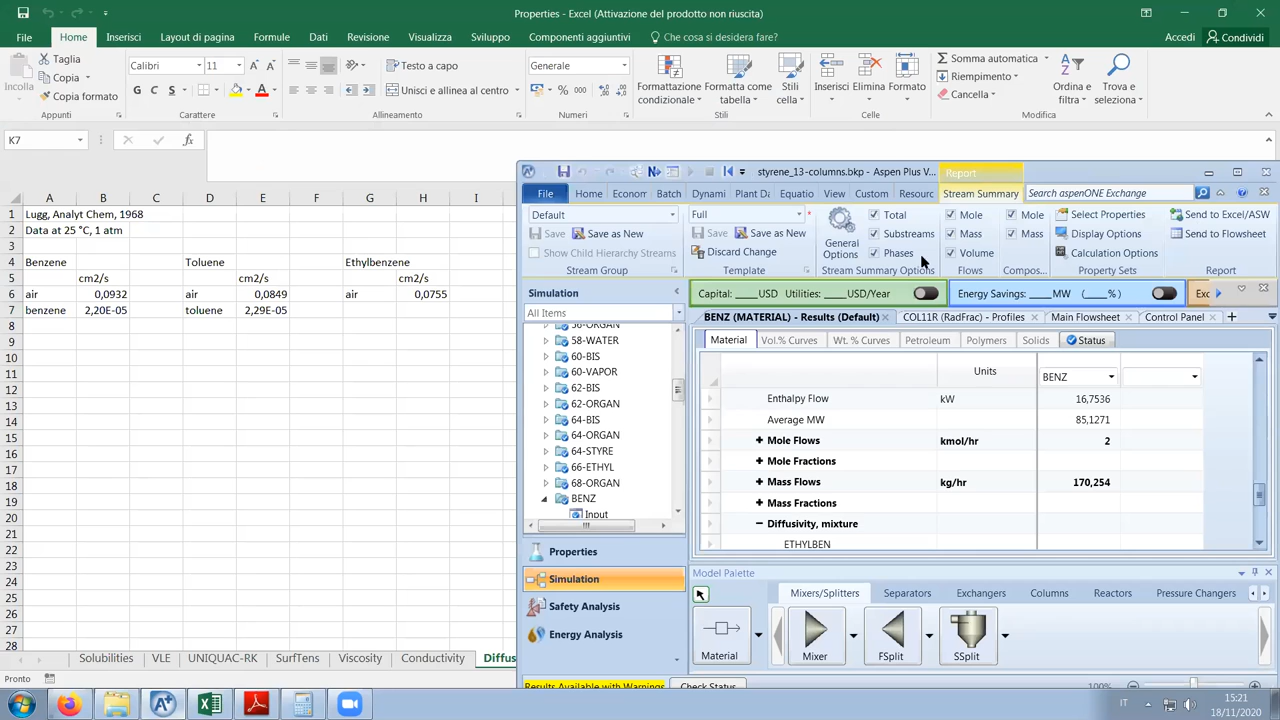 Properties - Excel (Attivazione del prodotto non riuscita)
File Home Inserisci Layout di pagina Formule Dati Revisione Visualizza Sviluppo Componenti aggiuntivi Che cosa si desidera fare? Accedi Condividi
Incolla Taglia Copia Copia formato Appunti
Calibri 11 G C S Carattere
Testo a capo Unisci e allinea al centro Allineamento
Generale % 000 Numeri
Formattazione condizionale Formatta come tabella Stili cella Stili
Inserisci Elimina Formato Celle
Somma automatica Riempimento Cancella Ordina e filtra Trova e seleziona Modifica
K7 fx
A B C D E F G H I
1 Lugg, Analyt Chem, 1968
2 Data at 25 °C, 1 atm
3
4 Benzene Toluene Ethylbenzene
5 cm2/s cm2/s cm2/s
6 air 0,0932 air 0,0849 air 0,0755
7 benzene 2,20E-05 toluene 2,29E-05
8
9
10
11
12
13
14
15
16
17
18
19
20
21
22
23
24
25
26
27
28
Solubilities VLE UNIQUAC-RK SurfTens Viscosity Conductivity Diffus
Pronto
styrene_13-columns.bkp - Aspen Plus V... Report
File Home Econom Batch Dynami Plant Da Equatio View Custom Resourc Stream Summary Search aspenONE Exchange
Default Save Save as New Show Child Hierarchy Streams Stream Group
Full Save Save as New Discard Change Template
General Options Total Substreams Phases Stream Summary Options
Mole Mass Volume Flows
Mole Mass Compos...
Select Properties Display Options Calculation Options Property Sets
Send to Excel/ASW Send to Flowsheet Report
Simulation
All Items
58-WATER
60-BIS
60-VAPOR
62-BIS
62-ORGAN
64-BIS
64-ORGAN
64-STYRE
66-ETHYL
68-ORGAN
BENZ
Input
Properties
Simulation
Safety Analysis
Energy Analysis
Capital: ____USD Utilities: ____USD/Year Energy Savings: ____MW (____%) Exc
BENZ (MATERIAL) - Results (Default) COL11R (RadFrac) - Profiles Main Flowsheet Control Panel
Material Vol.% Curves Wt. % Curves Petroleum Polymers Solids Status
Units BENZ
Enthalpy Flow kW 16,7536
Average MW 85,1271
Mole Flows kmol/hr 2
Mole Fractions
Mass Flows kg/hr 170,254
Mass Fractions
Diffusivity, mixture
ETHYLBEN
Model Palette
Mixers/Splitters Separators Exchangers Columns Reactors Pressure Changers
Material Mixer FSplit SSplit
Results Available with Warnings Check Status 100%
IT 15:21
18/11/2020